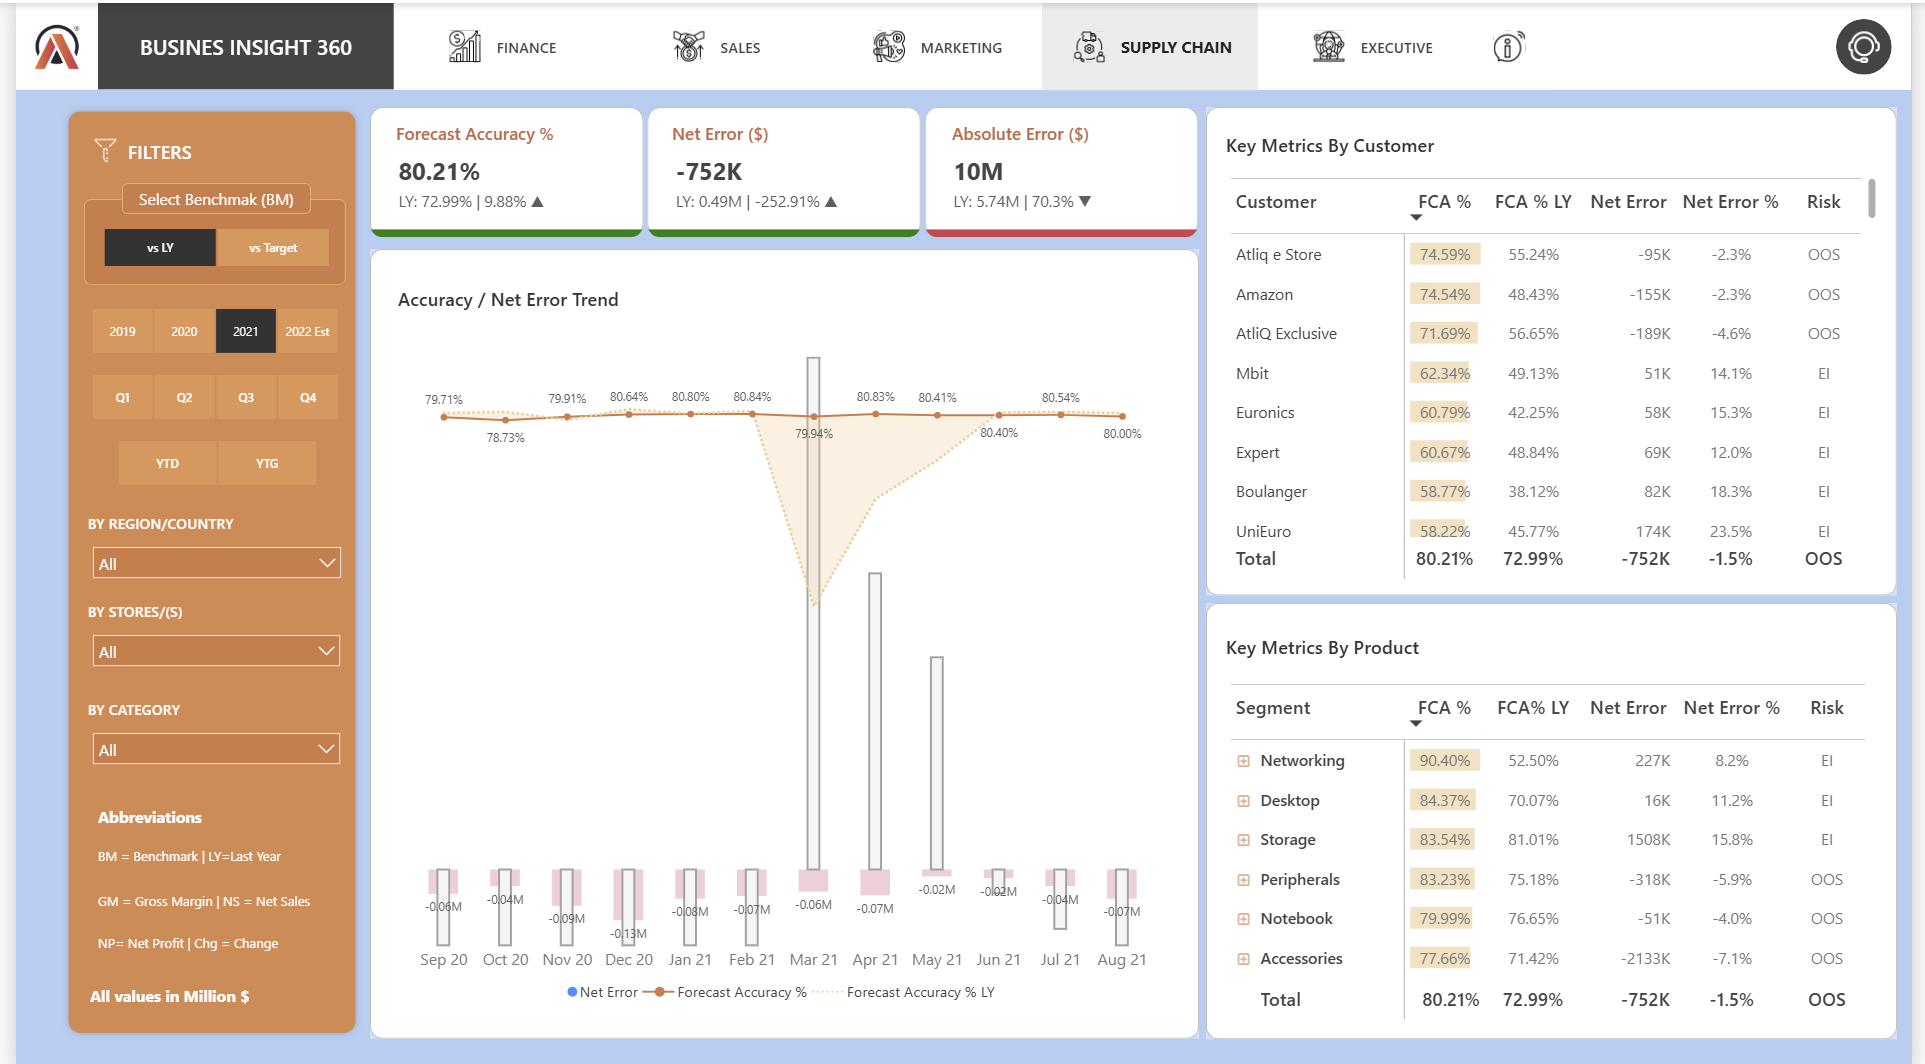 BUSINES INSIGHT 360
FINANCE
SALES
MARKETING
SUPPLY CHAIN
EXECUTIVE
FILTERS
Select Benchmak (BM)
vs LY
vs Target
2019
2020
2021
2022 Est
Q1
Q2
Q3
Q4
YTD
YTG
BY REGION/COUNTRY
All
BY STORES/(S)
All
BY CATEGORY
All
Abbreviations
BM = Benchmark | LY=Last Year
GM = Gross Margin | NS = Net Sales
NP= Net Profit | Chg = Change
All values in Million $
Forecast Accuracy %
80.21%
LY: 72.99% | 9.88% ▲
Net Error ($)
-752K
LY: 0.49M | -252.91% ▲
Absolute Error ($)
10M
LY: 5.74M | 70.3% ▼
Accuracy / Net Error Trend
79.71%
78.73%
79.91%
80.64%
80.80%
80.84%
79.94%
80.83%
80.41%
80.40%
80.54%
80.00%
-0.06M
-0.04M
-0.09M
-0.13M
-0.08M
-0.07M
-0.06M
-0.07M
-0.02M
-0.02M
-0.04M
-0.07M
Sep 20 Oct 20 Nov 20 Dec 20 Jan 21 Feb 21 Mar 21 Apr 21 May 21 Jun 21 Jul 21 Aug 21
Net Error Forecast Accuracy % Forecast Accuracy % LY
Key Metrics By Customer
Customer FCA % FCA % LY Net Error Net Error % Risk
Atliq e Store 74.59% 55.24% -95K -2.3% OOS
Amazon 74.54% 48.43% -155K -2.3% OOS
AtliQ Exclusive 71.69% 56.65% -189K -4.6% OOS
Mbit 62.34% 49.13% 51K 14.1% EI
Euronics 60.79% 42.25% 58K 15.3% EI
Expert 60.67% 48.84% 69K 12.0% EI
Boulanger 58.77% 38.12% 82K 18.3% EI
UniEuro 58.22% 45.77% 174K 23.5% EI
Total 80.21% 72.99% -752K -1.5% OOS
Key Metrics By Product
Segment FCA % FCA% LY Net Error Net Error % Risk
Networking 90.40% 52.50% 227K 8.2% EI
Desktop 84.37% 70.07% 16K 11.2% EI
Storage 83.54% 81.01% 1508K 15.8% EI
Peripherals 83.23% 75.18% -318K -5.9% OOS
Notebook 79.99% 76.65% -51K -4.0% OOS
Accessories 77.66% 71.42% -2133K -7.1% OOS
Total 80.21% 72.99% -752K -1.5% OOS